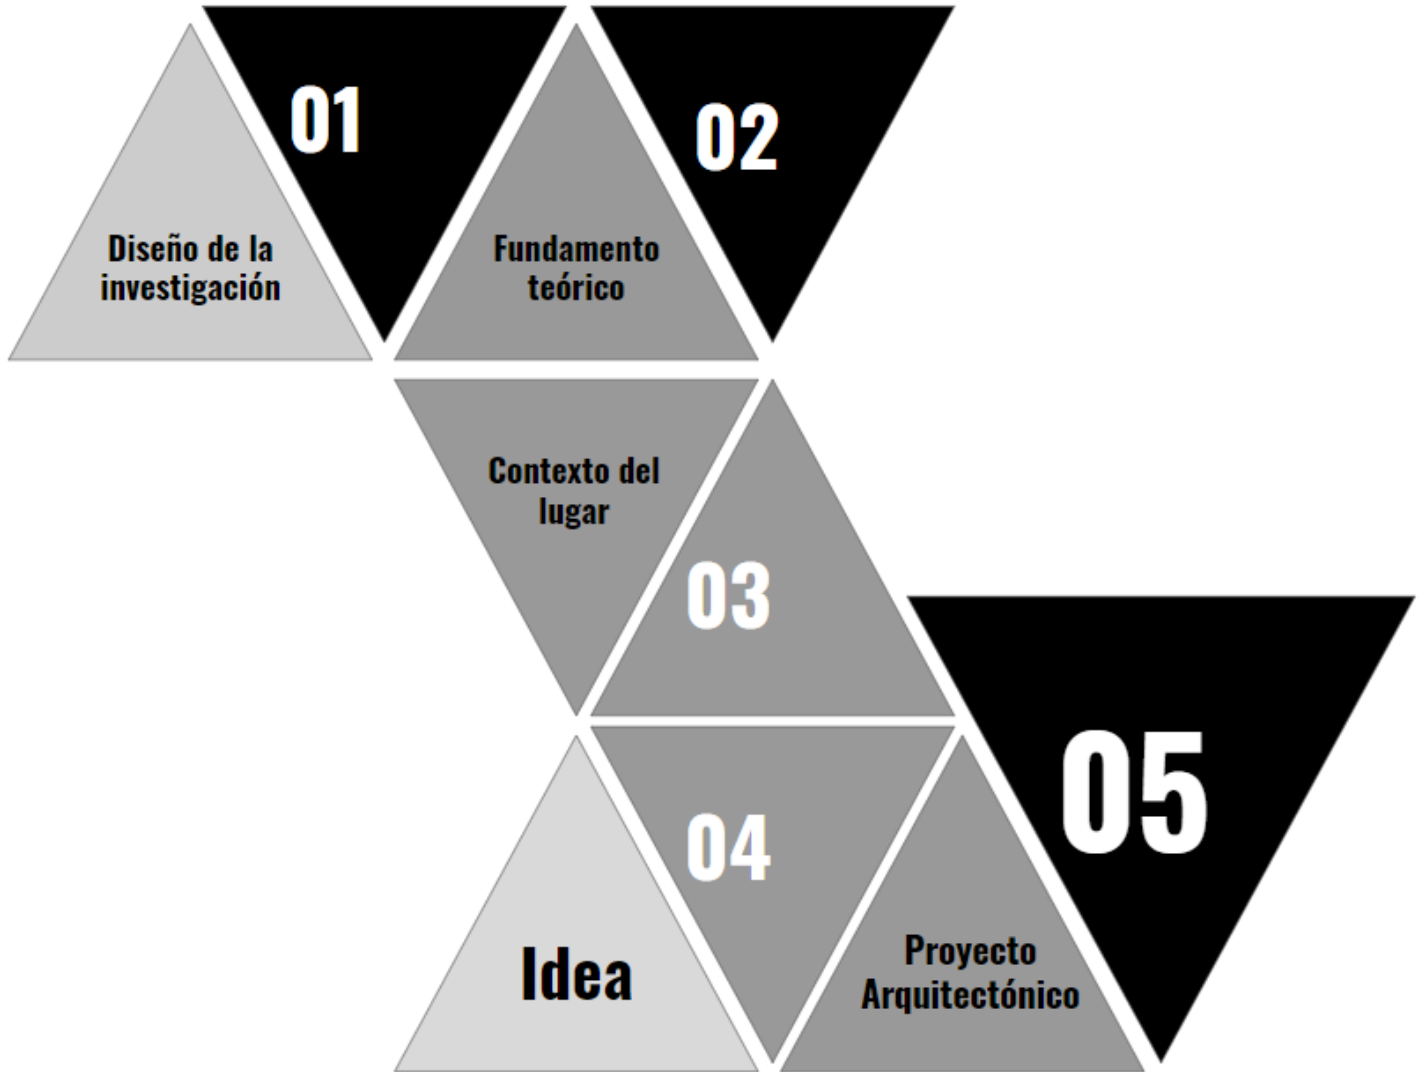 01
Diseño de la
investigación
02
Fundamento
teórico
Contexto del
lugar
03
04
Idea
05
Proyecto
Arquitectónico